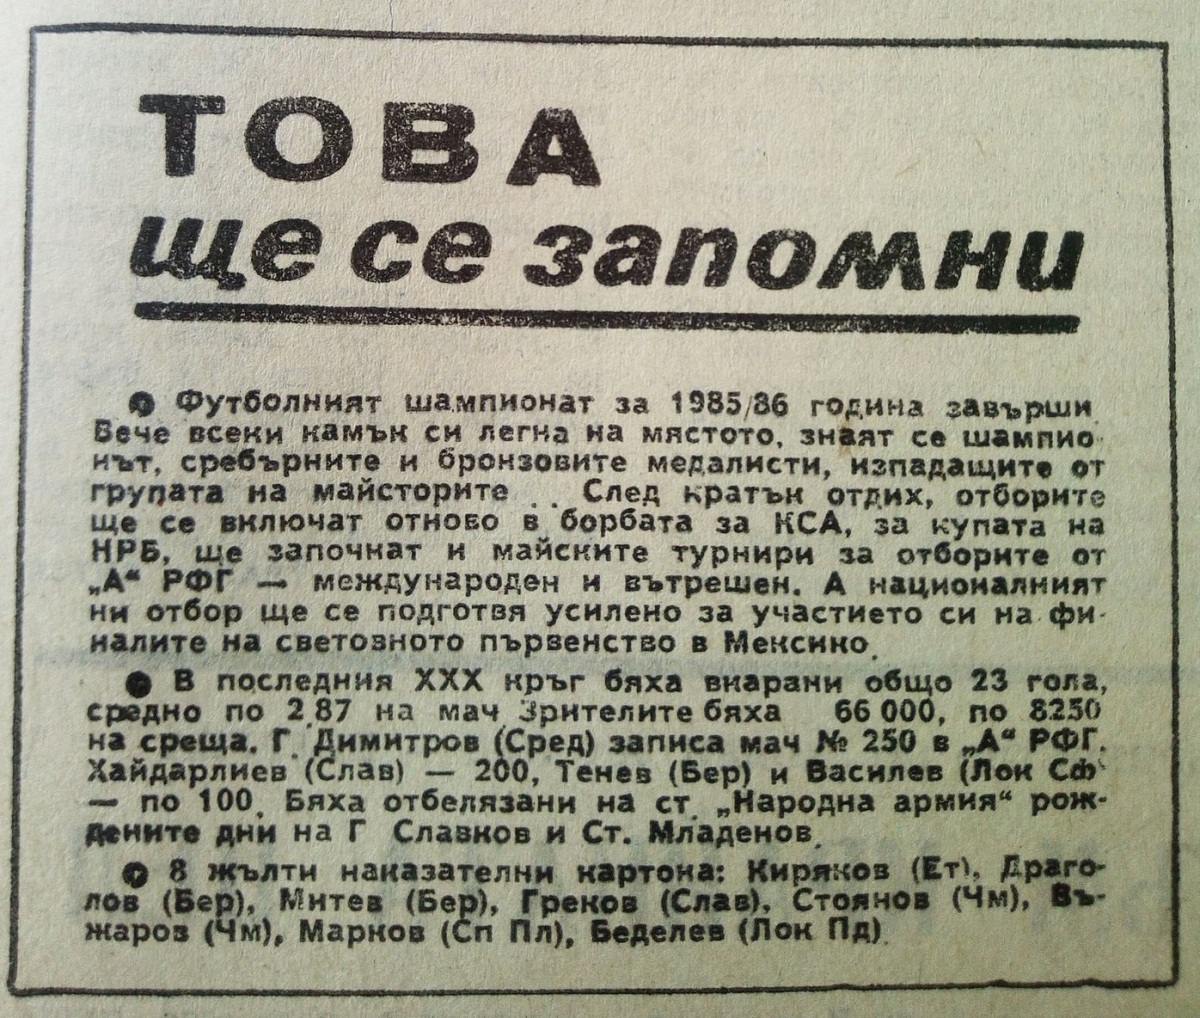 ТОВА
ще се запомни
● Футболният шампионат за 1985/86 година завърши.
Вече всеки камък си легна на мястото, знаят се шампио-
нът, сребърните и бронзовите медалисти, изпадащите от
групата на майсторите ... След кратък отдих, отборите
ще се включат отново в борбата за КСА, за купата на
НРБ, ще започнат и майските турнири за отборите от
„А“ РФГ — международен и вътрешен. А националният
ни отбор ще се подготвя усилено за участието си на фи-
налите на световното първенство в Мексико.
● В последния XXX кръг бяха вкарани общо 23 гола,
средно по 2,87 на мач. Зрителите бяха 66 000, по 8250
на среща. Г. Димитров (Сред) записа мач № 250 в „А“ РФГ.
Хайдарлиев (Слав) — 200, Тенев (Бер) и Василев (Лок Сф)
— по 100. Бяха отбелязани на ст. „Народна армия“ рож-
дените дни на Г. Славков и Ст. Младенов.
● 8 жълти наказателни картона: Киряков (Ет), Драго-
лов (Бер), Митев (Бер), Греков (Слав), Стоянов (Чм), Въ-
жаров (Чм), Марков (Сп Пл), Беделев (Лок Пд).